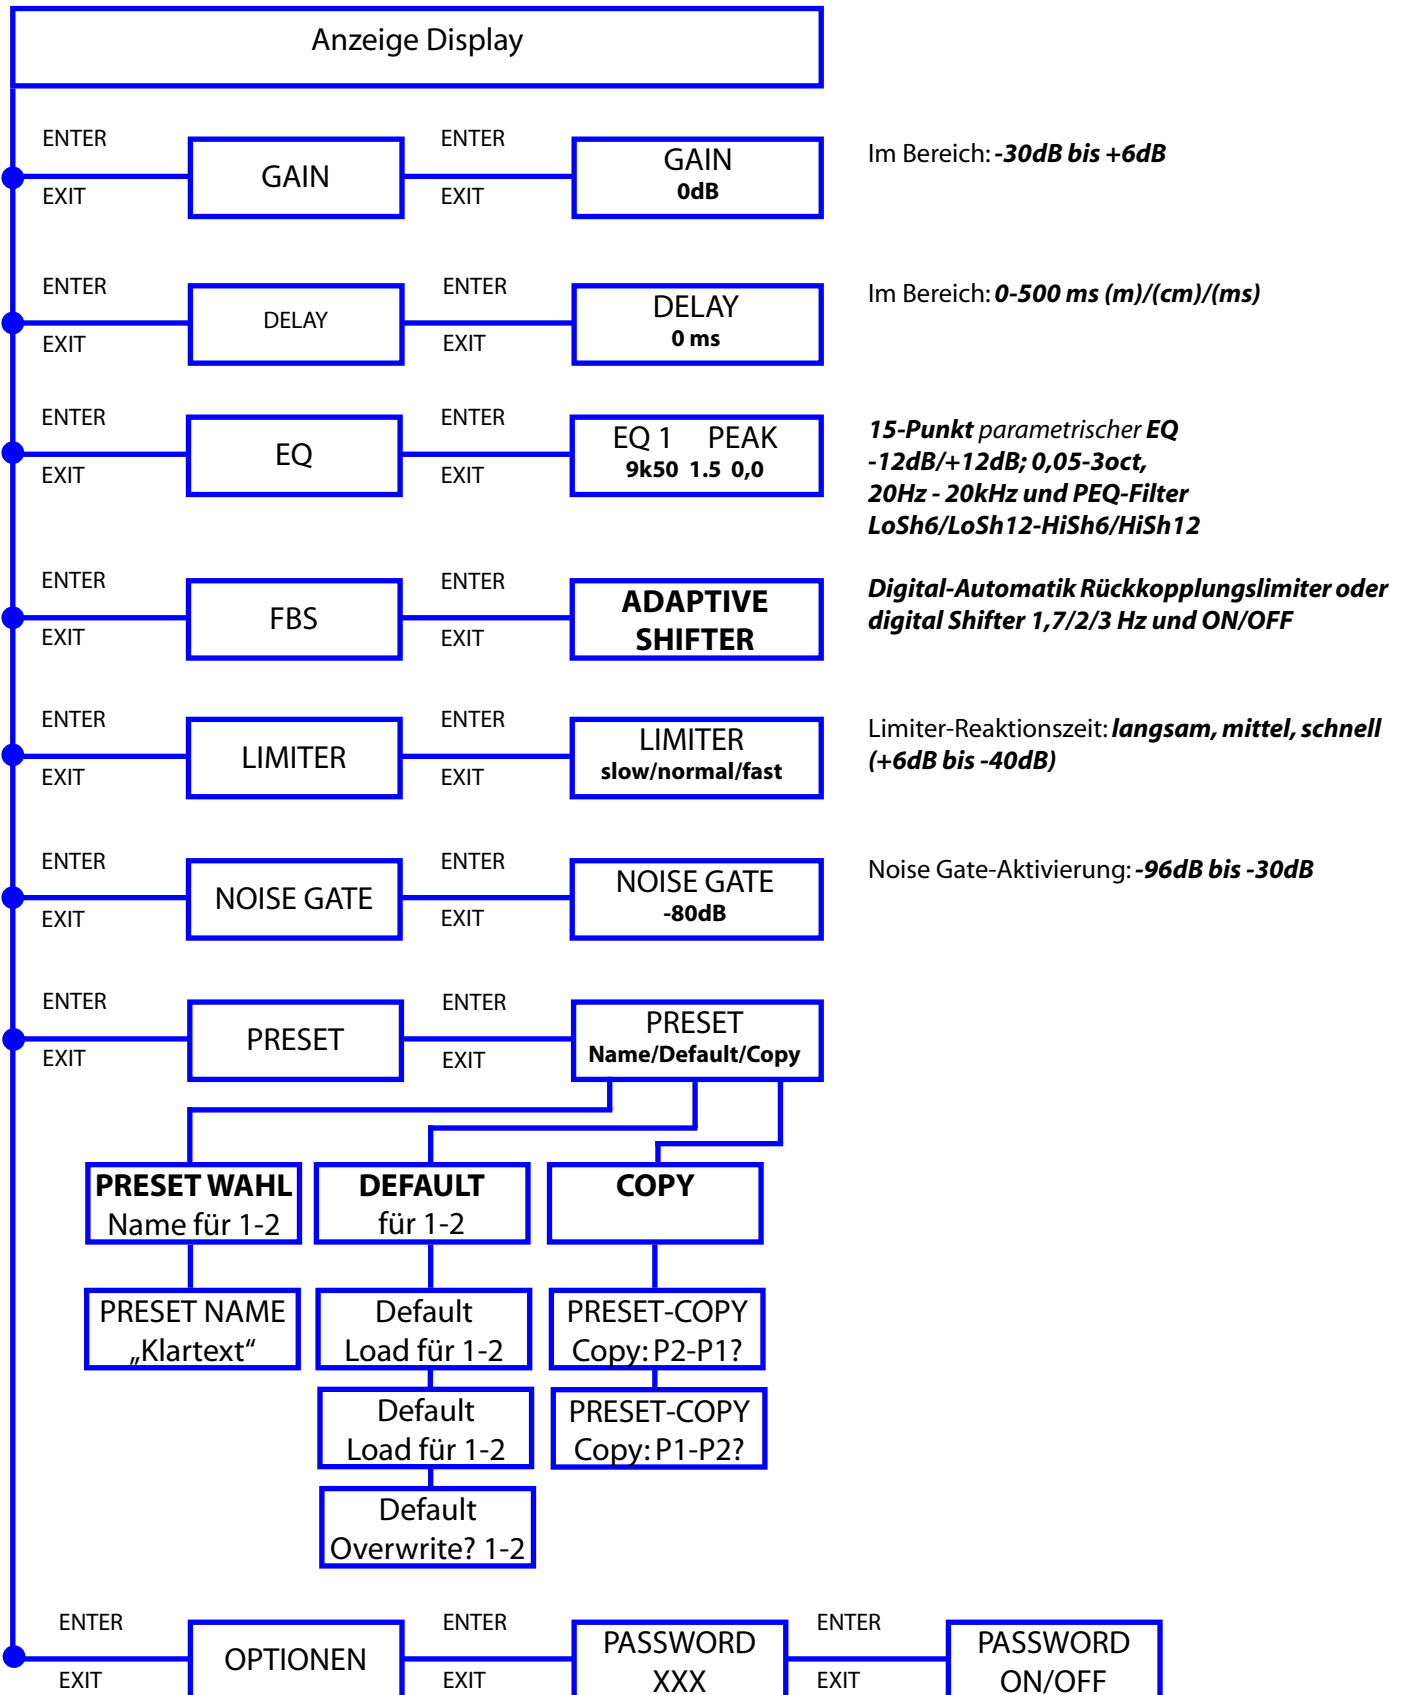 Anzeige Display
ENTER
EXIT
GAIN
ENTER
EXIT
GAIN
0dB
Im Bereich: -30dB bis +6dB
ENTER
EXIT
DELAY
ENTER
EXIT
DELAY
0 ms
Im Bereich: 0-500 ms (m)/(cm)/(ms)
ENTER
EXIT
EQ
ENTER
EXIT
EQ 1 PEAK
9k50 1.5 0,0
15-Punkt parametrischer EQ
-12dB/+12dB; 0,05-3oct,
20Hz - 20kHz und PEQ-Filter
LoSh6/LoSh12-HiSh6/HiSh12
ENTER
EXIT
FBS
ENTER
EXIT
ADAPTIVE
SHIFTER
Digital-Automatik Rückkopplungslimiter oder
digital Shifter 1,7/2/3 Hz und ON/OFF
ENTER
EXIT
LIMITER
ENTER
EXIT
LIMITER
slow/normal/fast
Limiter-Reaktionszeit: langsam, mittel, schnell
(+6dB bis -40dB)
ENTER
EXIT
NOISE GATE
ENTER
EXIT
NOISE GATE
-80dB
Noise Gate-Aktivierung: -96dB bis -30dB
ENTER
EXIT
PRESET
ENTER
EXIT
PRESET
Name/Default/Copy
PRESET WAHL
Name für 1-2
PRESET NAME
„Klartext“
DEFAULT
für 1-2
Default
Load für 1-2
Default
Load für 1-2
Default
Overwrite? 1-2
COPY
PRESET-COPY
Copy: P2-P1?
PRESET-COPY
Copy: P1-P2?
ENTER
EXIT
OPTIONEN
ENTER
EXIT
PASSWORD
XXX
ENTER
EXIT
PASSWORD
ON/OFF